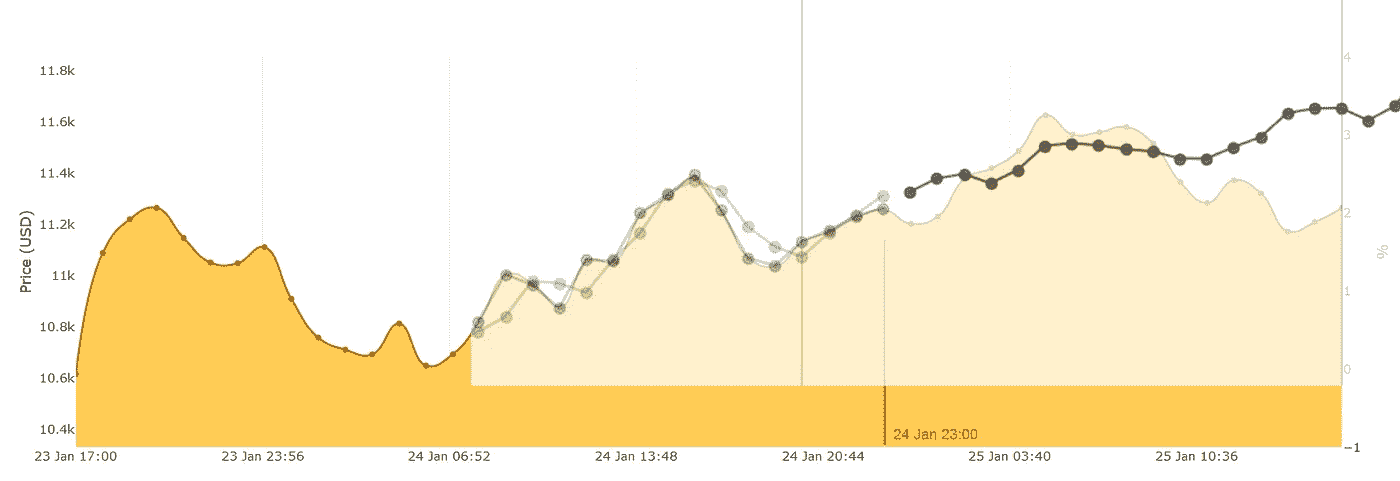 11.8k
11.6k
11.4k
11.2k
11k
10.8k
10.6k
10.4k
Price (USD)
4
3
2
1
0
−1
%
24 Jan 23:00
23 Jan 17:00
23 Jan 23:56
24 Jan 06:52
24 Jan 13:48
24 Jan 20:44
25 Jan 03:40
25 Jan 10:36